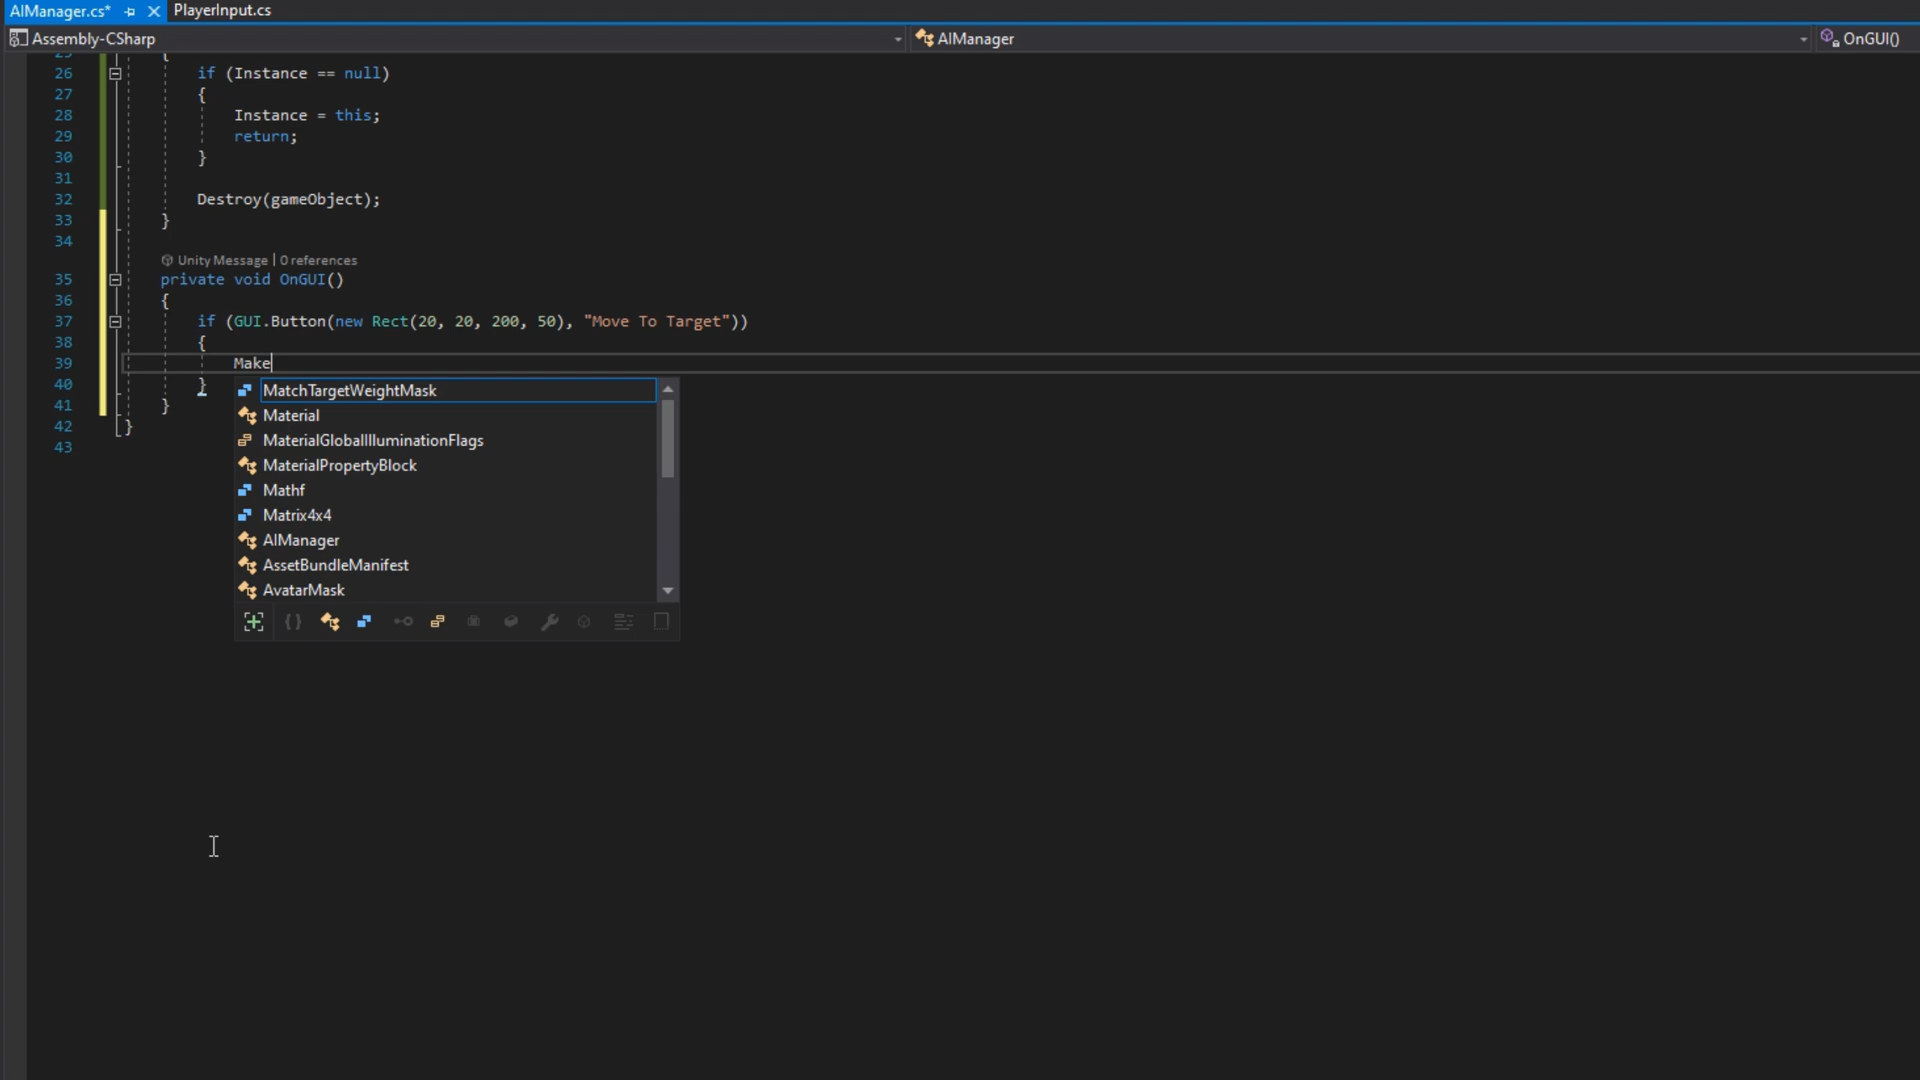 AIManager.cs*
PlayerInput.cs
Assembly-CSharp
AIManager
OnGUI()
26 if (Instance == null)
27 {
28 Instance = this;
29 return;
30 }
31
32 Destroy(gameObject);
33 }
34
Unity Message | 0 references
35 private void OnGUI()
36 {
37 if (GUI.Button(new Rect(20, 20, 200, 50), "Move To Target"))
38 {
39 Make
40 }
41 }
42 }
43
MatchTargetWeightMask
Material
MaterialGlobalIlluminationFlags
MaterialPropertyBlock
Mathf
Matrix4x4
AIManager
AssetBundleManifest
AvatarMask